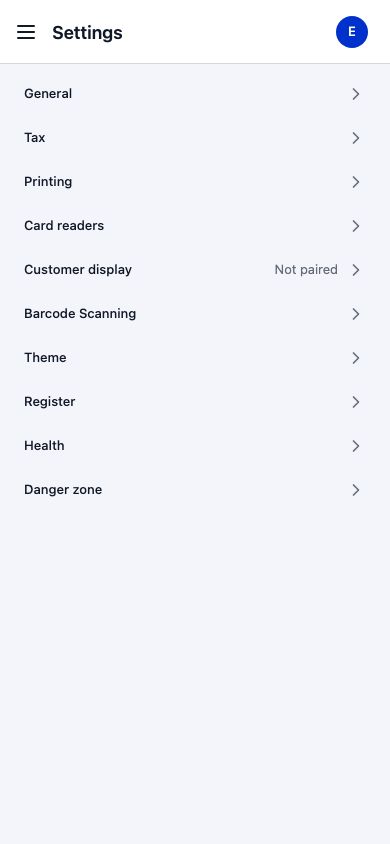 Settings
E
General
Tax
Printing
Card readers
Customer display Not paired
Barcode Scanning
Theme
Register
Health
Danger zone